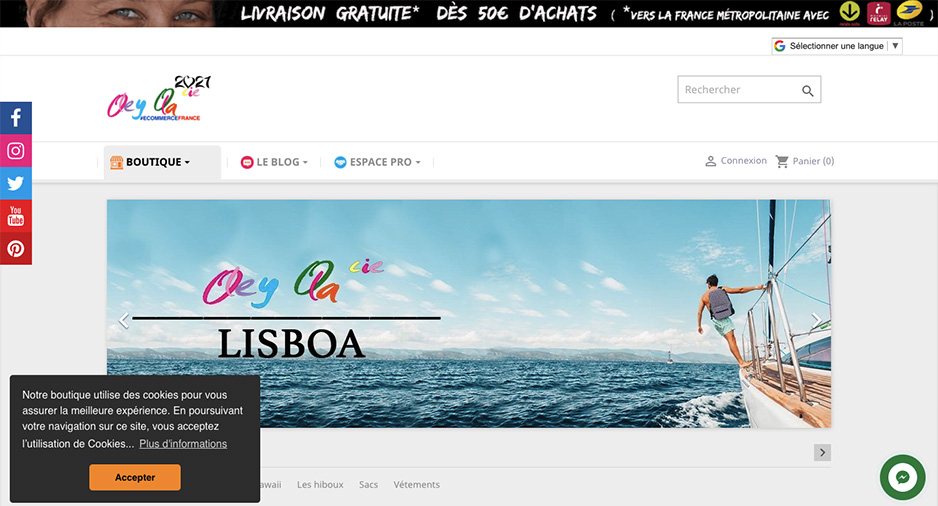 LIVRAISON GRATUITE* DÈS 50€ D'ACHATS ( *VERS LA FRANCE MÉTROPOLITAINE AVEC )
LA POSTE
Sélectionner une langue
2021
Oey Ola cie
#ECOMMERCEFRANCE
Rechercher
BOUTIQUE
LE BLOG
ESPACE PRO
Connexion
Panier (0)
You Tube
Oey Ola cie
LISBOA
Notre boutique utilise des cookies pour vous
assurer la meilleure expérience. En poursuivant
votre navigation sur ce site, vous acceptez
l'utilisation de Cookies... Plus d'informations
Accepter
awaii Les hiboux Sacs Vêtements